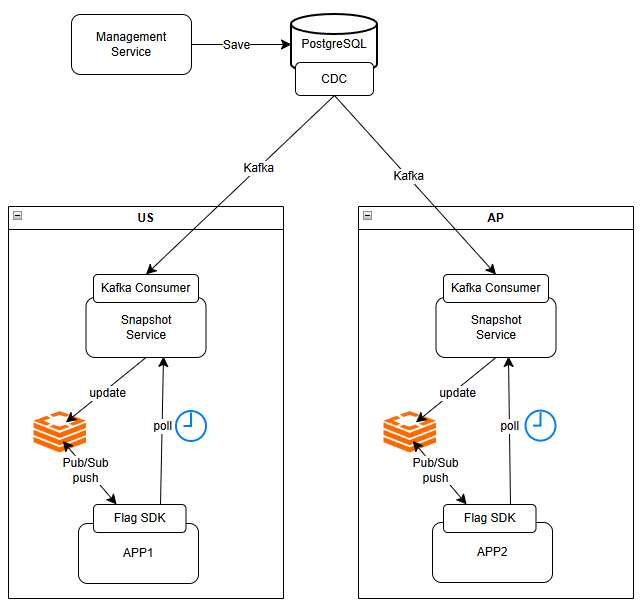 Management
Service
Save
PostgreSQL
CDC
Kafka
Kafka
US
AP
Kafka Consumer
Snapshot
Service
Kafka Consumer
Snapshot
Service
update
update
poll
poll
Pub/Sub
push
Pub/Sub
push
Flag SDK
APP1
Flag SDK
APP2